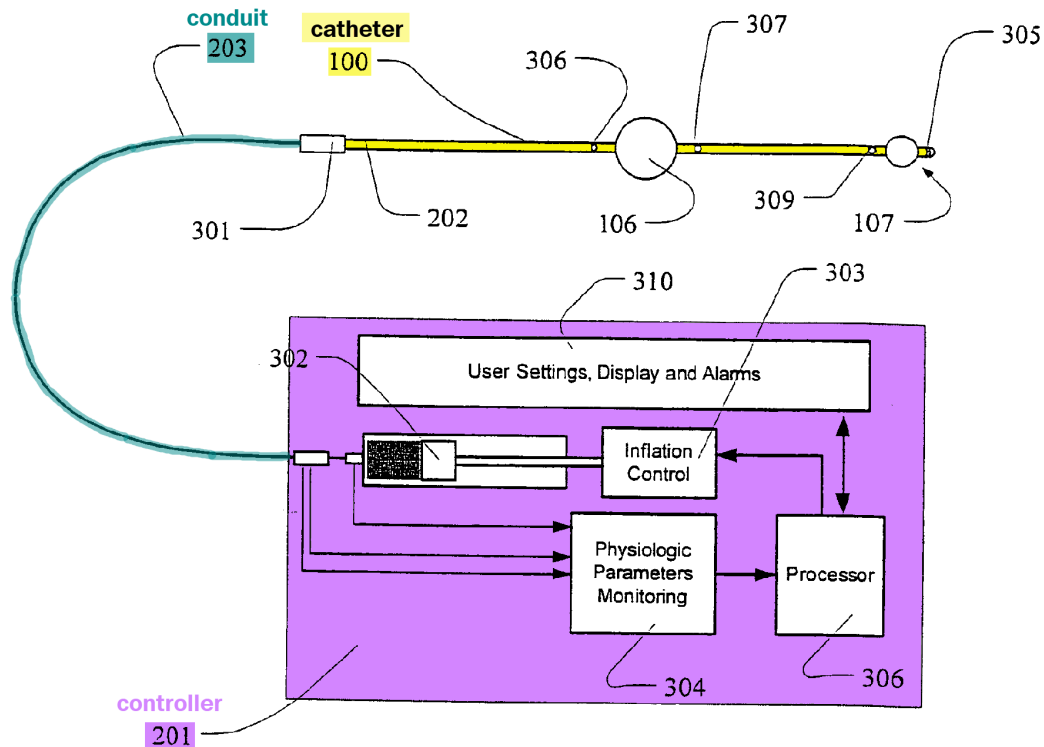 conduit
203
catheter
100
306
307
305
301
202
106
309
107
310
303
302
User Settings, Display and Alarms
Inflation
Control
Physiologic
Parameters
Monitoring
Processor
304
306
controller
201